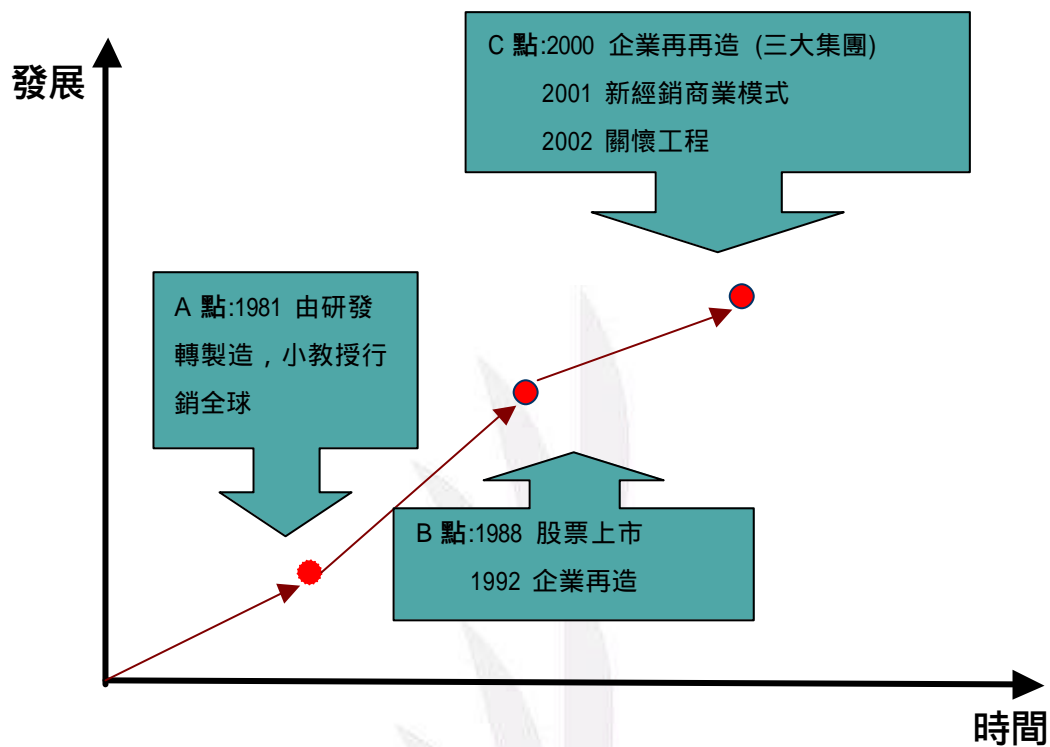 發展
C 點:2000 企業再再造 (三大集團)
2001 新經銷商業模式
2002 關懷工程
A 點:1981 由研發
轉製造，小教授行
銷全球
B 點:1988 股票上市
1992 企業再造
時間